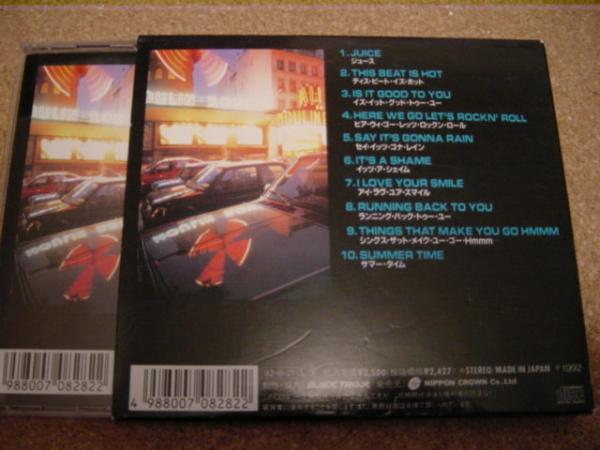 1. JUICE
ジュース
2. THIS BEAT IS HOT
ディス・ビート・イズ・ホット
3. IS IT GOOD TO YOU
イズ・イット・グッド・トゥー・ユー
4. HERE WE GO LET'S ROCKN' ROLL
ヒア・ウィ・ゴー・レッツ・ロックン・ロール
5. SAY IT'S GONNA RAIN
セイ・イッツ・ゴナ・レイン
6. IT'S A SHAME
イッツ・ア・シェイム
7. I LOVE YOUR SMILE
アイ・ラヴ・ユア・スマイル
8. RUNNING BACK TO YOU
ランニング・バック・トゥー・ユー
9. THINGS THAT MAKE YOU GO HMMM
シングス・ザット・メイク・ユー・ゴー・Hmmm
10. SUMMER TIME
サマー・タイム
¥2,500
¥2,427
STEREO MADE IN JAPAN
℗1992
NIPPON CROWN Co.,Ltd
988007 082822
4 988007 082822